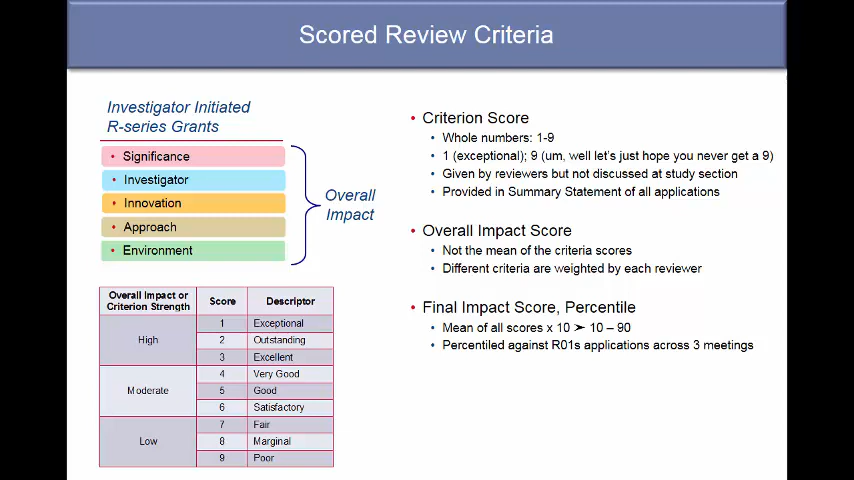 Scored Review Criteria
Investigator Initiated
R-series Grants
• Significance
• Investigator
• Innovation
• Approach
• Environment
Overall
Impact
Overall Impact or
Criterion Strength
Score
Descriptor
High
1 Exceptional
2 Outstanding
3 Excellent
Moderate
4 Very Good
5 Good
6 Satisfactory
Low
7 Fair
8 Marginal
9 Poor
• Criterion Score
• Whole numbers: 1-9
• 1 (exceptional); 9 (um, well let's just hope you never get a 9)
• Given by reviewers but not discussed at study section
• Provided in Summary Statement of all applications
• Overall Impact Score
• Not the mean of the criteria scores
• Different criteria are weighted by each reviewer
• Final Impact Score, Percentile
• Mean of all scores x 10 ➤ 10 – 90
• Percentiled against R01s applications across 3 meetings